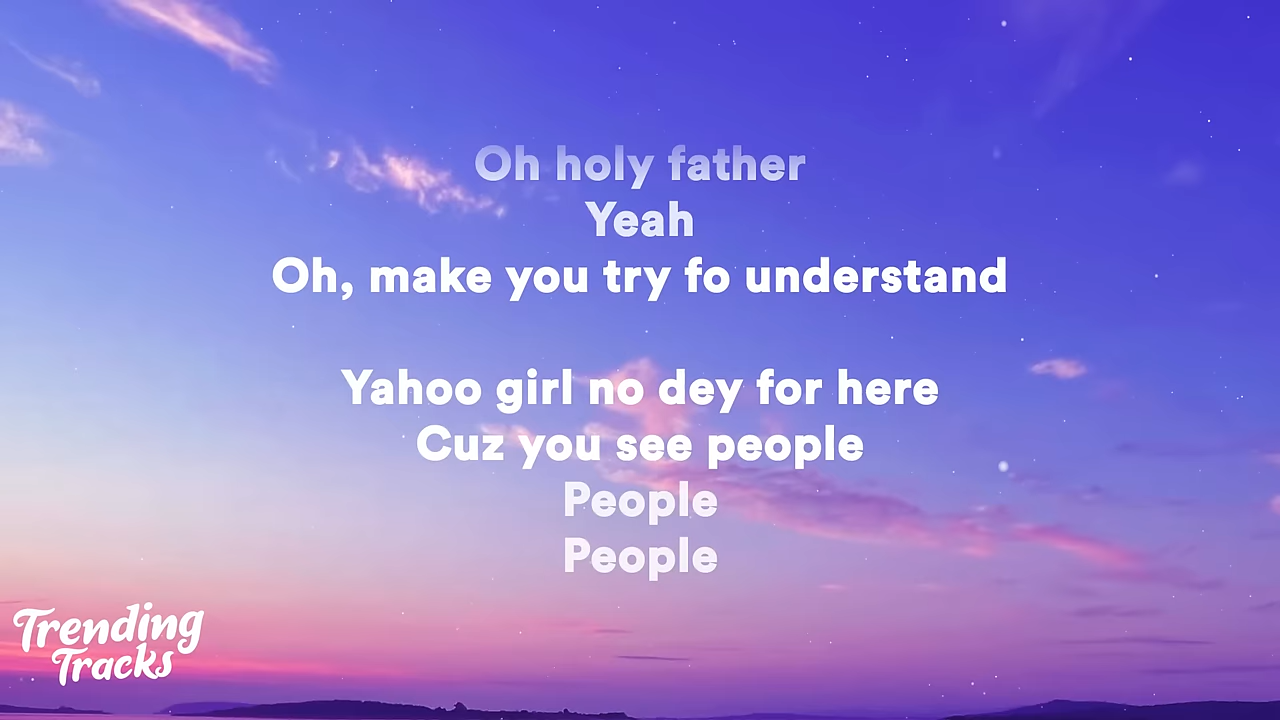 Oh holy father
Yeah
Oh, make you try fo understand
Yahoo girl no dey for here
Cuz you see people
People
People
Trending
Tracks